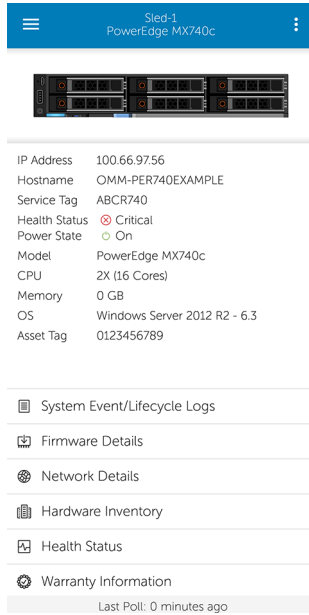 Sled-1
PowerEdge MX740c
IP Address 100.66.97.56
Hostname OMM-PER740EXAMPLE
Service Tag ABCR740
Health Status Critical
Power State On
Model PowerEdge MX740c
CPU 2X (16 Cores)
Memory 0 GB
OS Windows Server 2012 R2 - 6.3
Asset Tag 0123456789
System Event/Lifecycle Logs
Firmware Details
Network Details
Hardware Inventory
Health Status
Warranty Information
Last Poll: 0 minutes ago